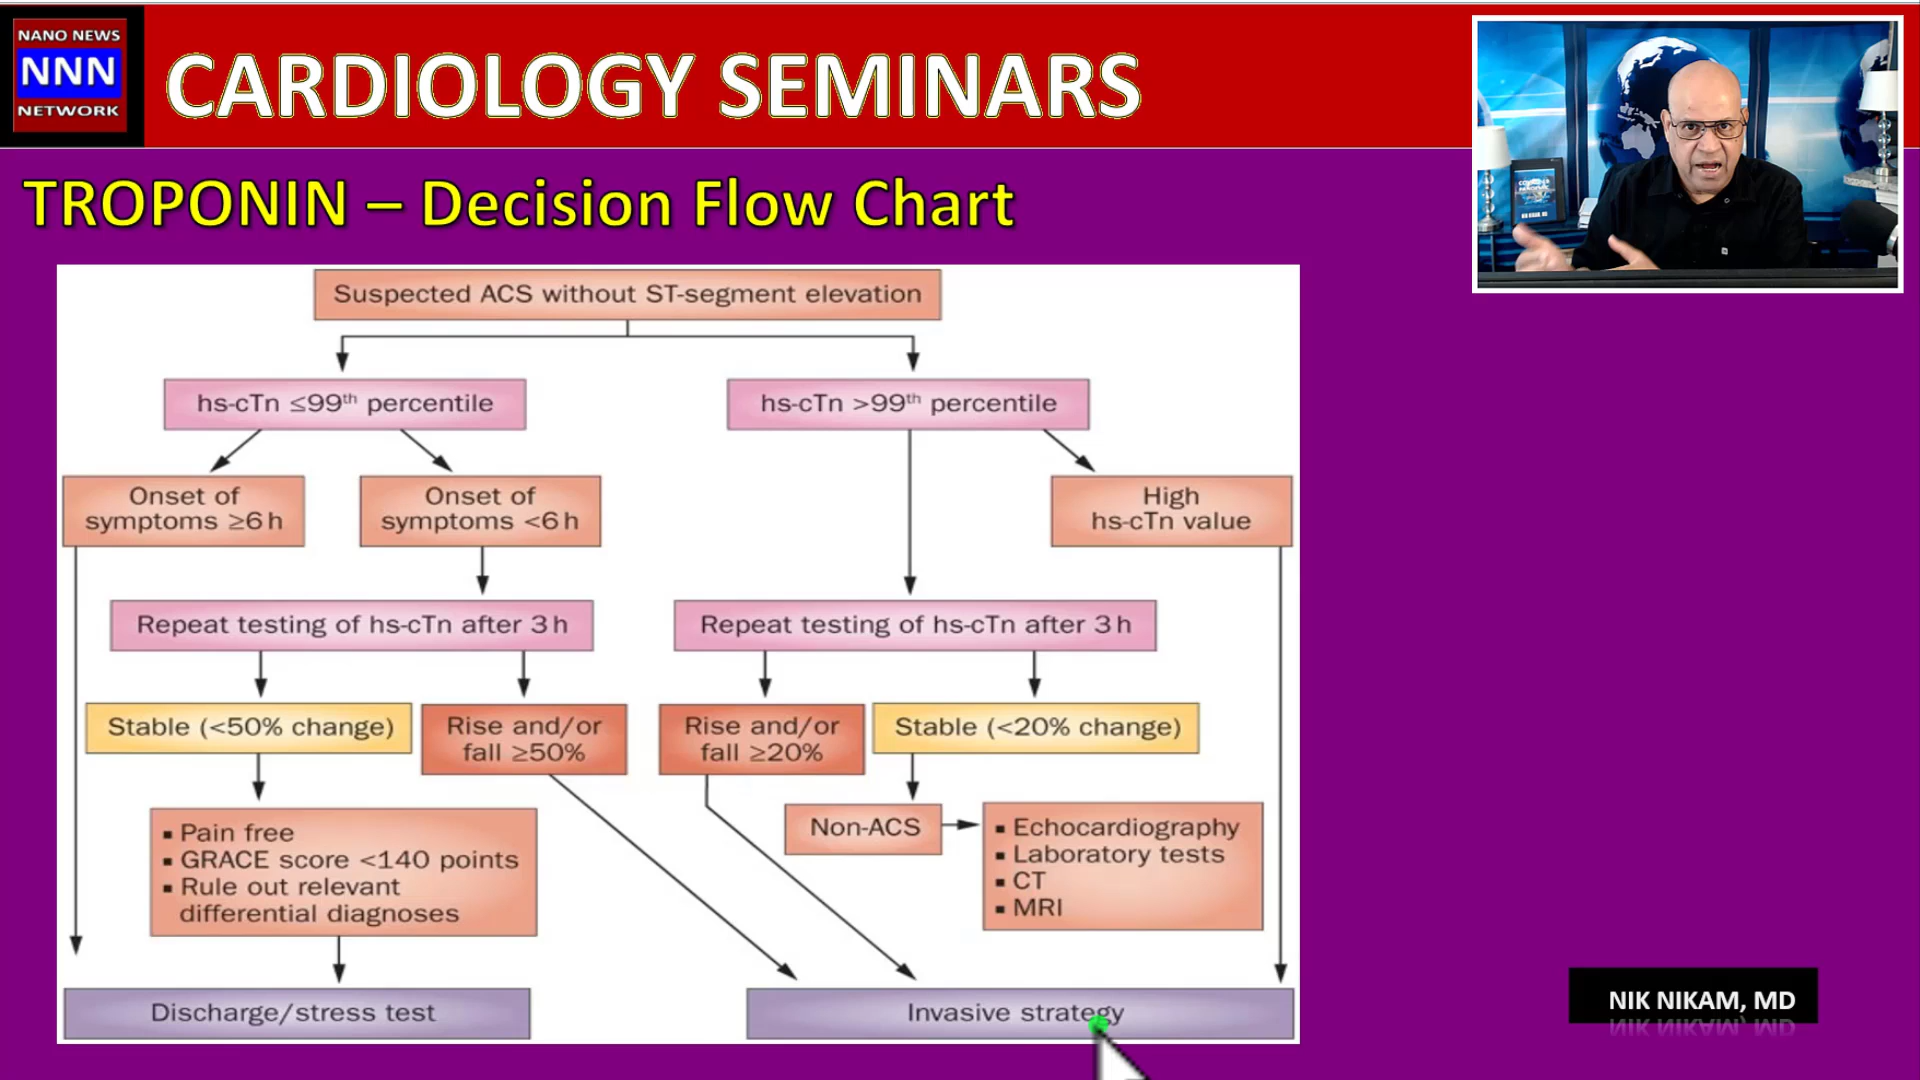 NANO NEWS
NNN
NETWORK
CARDIOLOGY SEMINARS
TROPONIN – Decision Flow Chart
Suspected ACS without ST-segment elevation
hs-cTn ≤99th percentile
hs-cTn >99th percentile
Onset of
symptoms ≥6 h
Onset of
symptoms <6 h
High
hs-cTn value
Repeat testing of hs-cTn after 3 h
Repeat testing of hs-cTn after 3 h
Stable (<50% change)
Rise and/or
fall ≥50%
Rise and/or
fall ≥20%
Stable (<20% change)
▪ Pain free
▪ GRACE score <140 points
▪ Rule out relevant
differential diagnoses
Non-ACS
▪ Echocardiography
▪ Laboratory tests
▪ CT
▪ MRI
Discharge/stress test
Invasive strategy
NIK NIKAM, MD